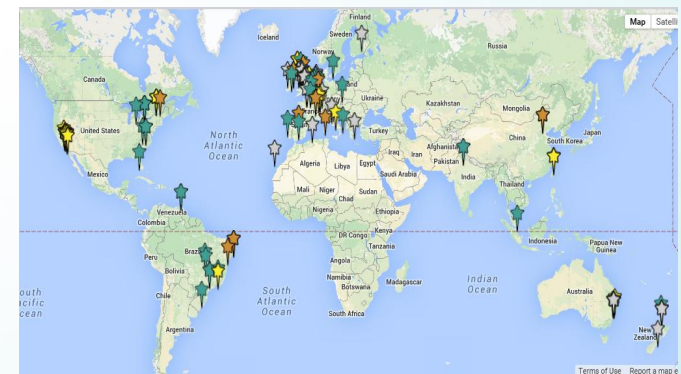 Map Satelli
Finland
Iceland
Sweden
Norway
Russia
Canada
Ukraine
Kazakhstan
Mongolia
United States
North
Atlantic
Ocean
Turkey
China
South Korea
Japan
Afghanistan
Iraq
Iran
Pakistan
Algeria
Libya
Egypt
Saudi Arabia
Mexico
India
Thailand
Mali
Niger
Sudan
Chad
Nigeria
Ethiopia
Venezuela
Colombia
DR Congo
Kenya
Indonesia
Papua New
Guinea
Tanzania
Brazil
Peru
Angola
Bolivia
Namibia
Botswana
Madagascar
Indian
Ocean
Australia
South
Atlantic
Ocean
outh
acific
cean
Chile
South Africa
New
Zealand
Argentina
Terms of Use Report a map e